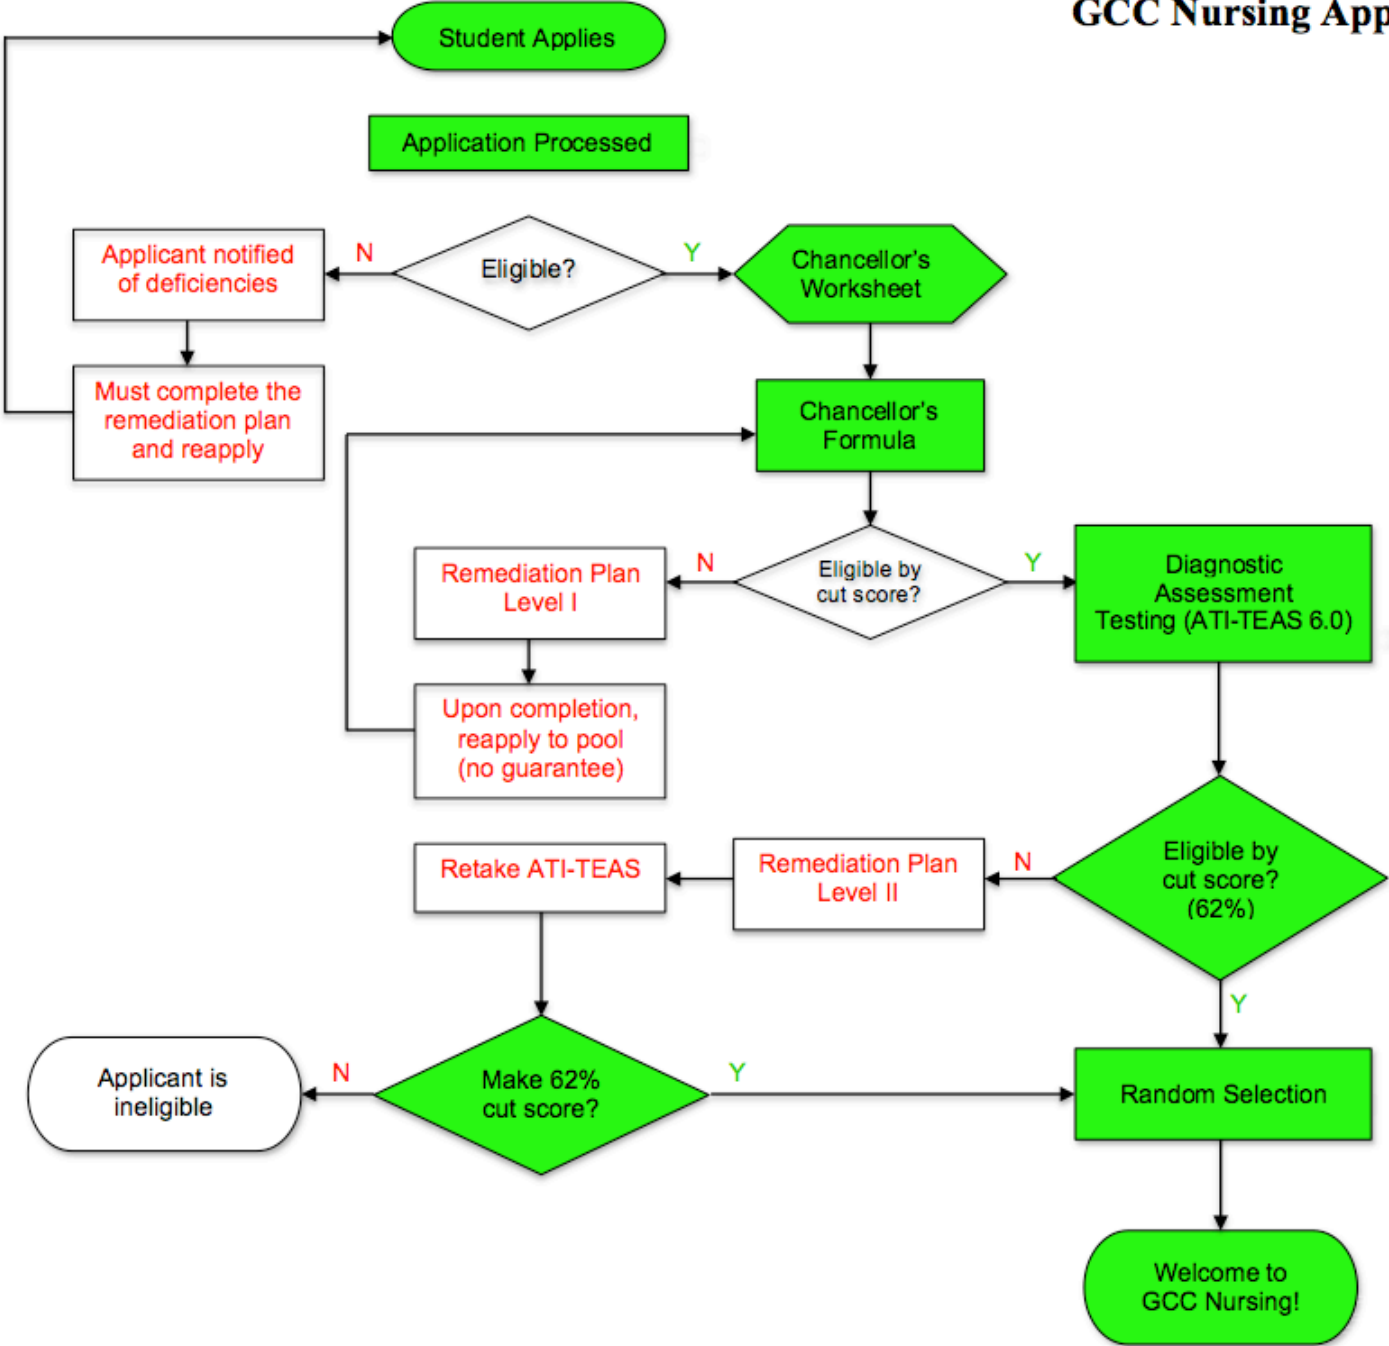 GCC Nursing App
Student Applies
Application Processed
Applicant notified
of deficiencies
N
Eligible?
Y
Chancellor's
Worksheet
Must complete the
remediation plan
and reapply
Chancellor's
Formula
Remediation Plan
Level I
N
Eligible by
cut score?
Y
Diagnostic
Assessment
Testing (ATI-TEAS 6.0)
Upon completion,
reapply to pool
(no guarantee)
Retake ATI-TEAS
Remediation Plan
Level II
N
Eligible by
cut score?
(62%)
Y
Applicant is
ineligible
N
Make 62%
cut score?
Y
Random Selection
Welcome to
GCC Nursing!